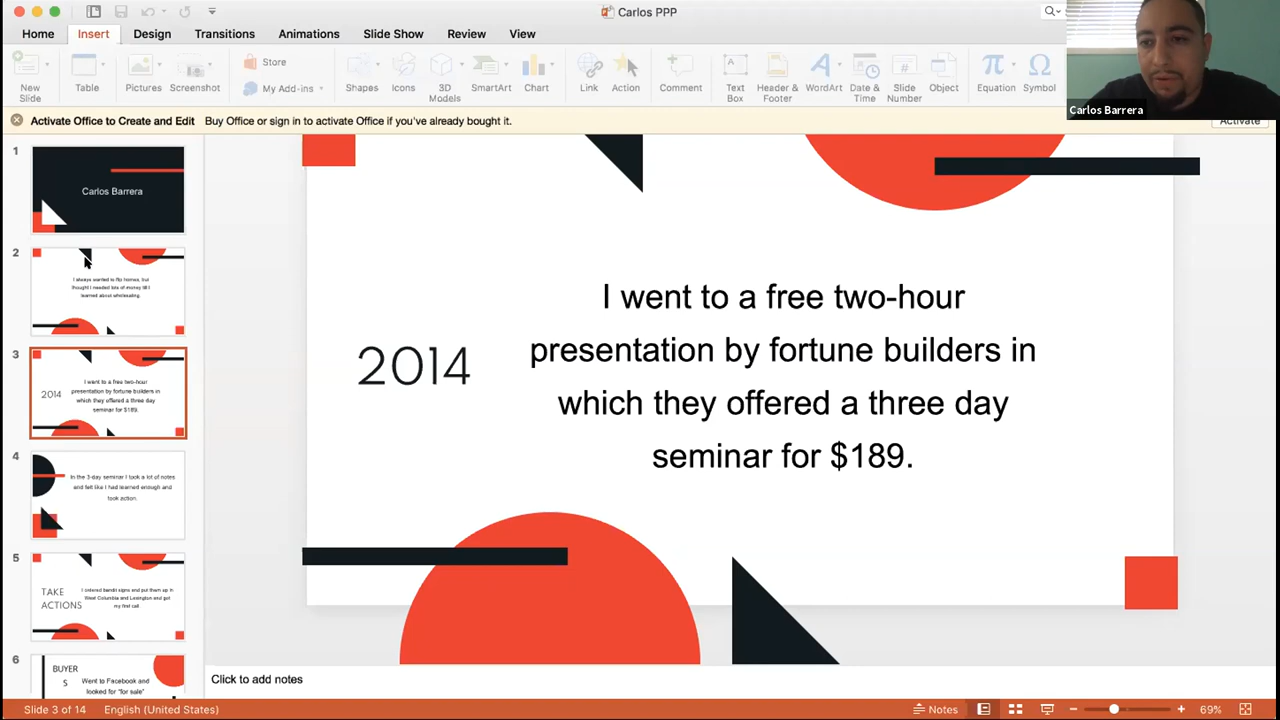 Carlos PPP
Home Insert Design Transitions Animations Slide Show Review View
Store
My Add-ins
New Slide
Table
Pictures
Screenshot
Shapes
Icons
3D Models
SmartArt
Chart
Link
Action
Comment
Text Box
Header & Footer
WordArt
Date & Time
Slide Number
Object
Equation
Symbol
Carlos Barrera
Activate Office to Create and Edit Buy Office or sign in to activate Office if you've already bought it.
Activate
1
Carlos Barrera
2
I always wanted to flip homes, but
thought I needed lots of money till I
learned about wholesaling.
3
2014
I went to a free two-hour
presentation by fortune builders in
which they offered a three day
seminar for $189.
4
In the 3-day seminar I took a lot of notes
and felt like I had learned enough and
took action.
5
TAKE
ACTIONS
I ordered bandit signs and put them up in
West Columbia and Lexington and got
my first call
6
BUYER
S
Went to Facebook and
looked for "for sale"
2014
I went to a free two-hour
presentation by fortune builders in
which they offered a three day
seminar for $189.
Click to add notes
Slide 3 of 14 English (United States) Notes 69%